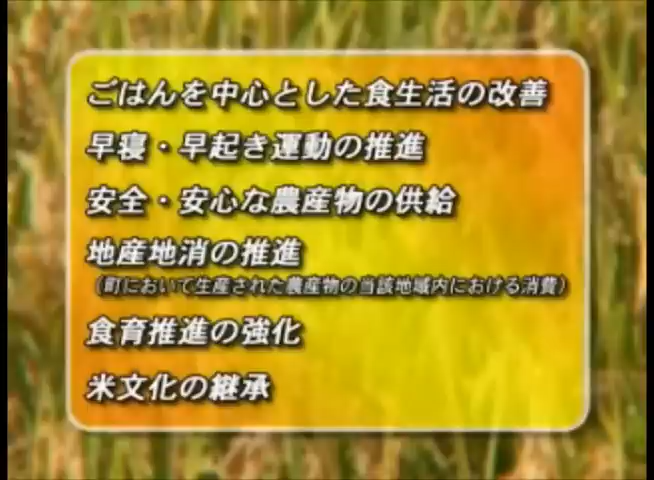 ごはんを中心とした食生活の改善
早寝・早起き運動の推進
安全・安心な農産物の供給
地産地消の推進
（町において生産された農産物の当該地域内における消費）
食育推進の強化
米文化の継承